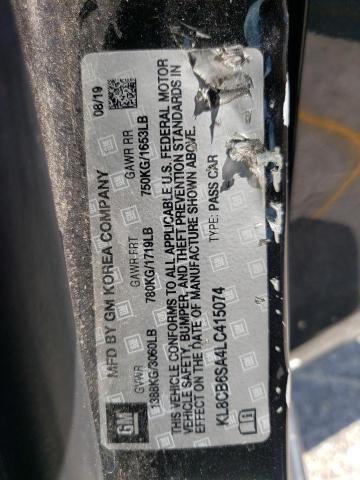 MFD BY GM KOREA COMPANY 08/19
GVWR GAWR FRT GAWR RR
1388KG/3060LB 780KG/1719LB 750KG/1653LB
THIS VEHICLE CONFORMS TO ALL APPLICABLE U.S. FEDERAL MOTOR
VEHICLE SAFETY, BUMPER, AND THEFT PREVENTION STANDARDS IN
EFFECT ON THE DATE OF MANUFACTURE SHOWN ABOVE.
KL8CB6SA4LC415074 TYPE: PASS CAR
GM